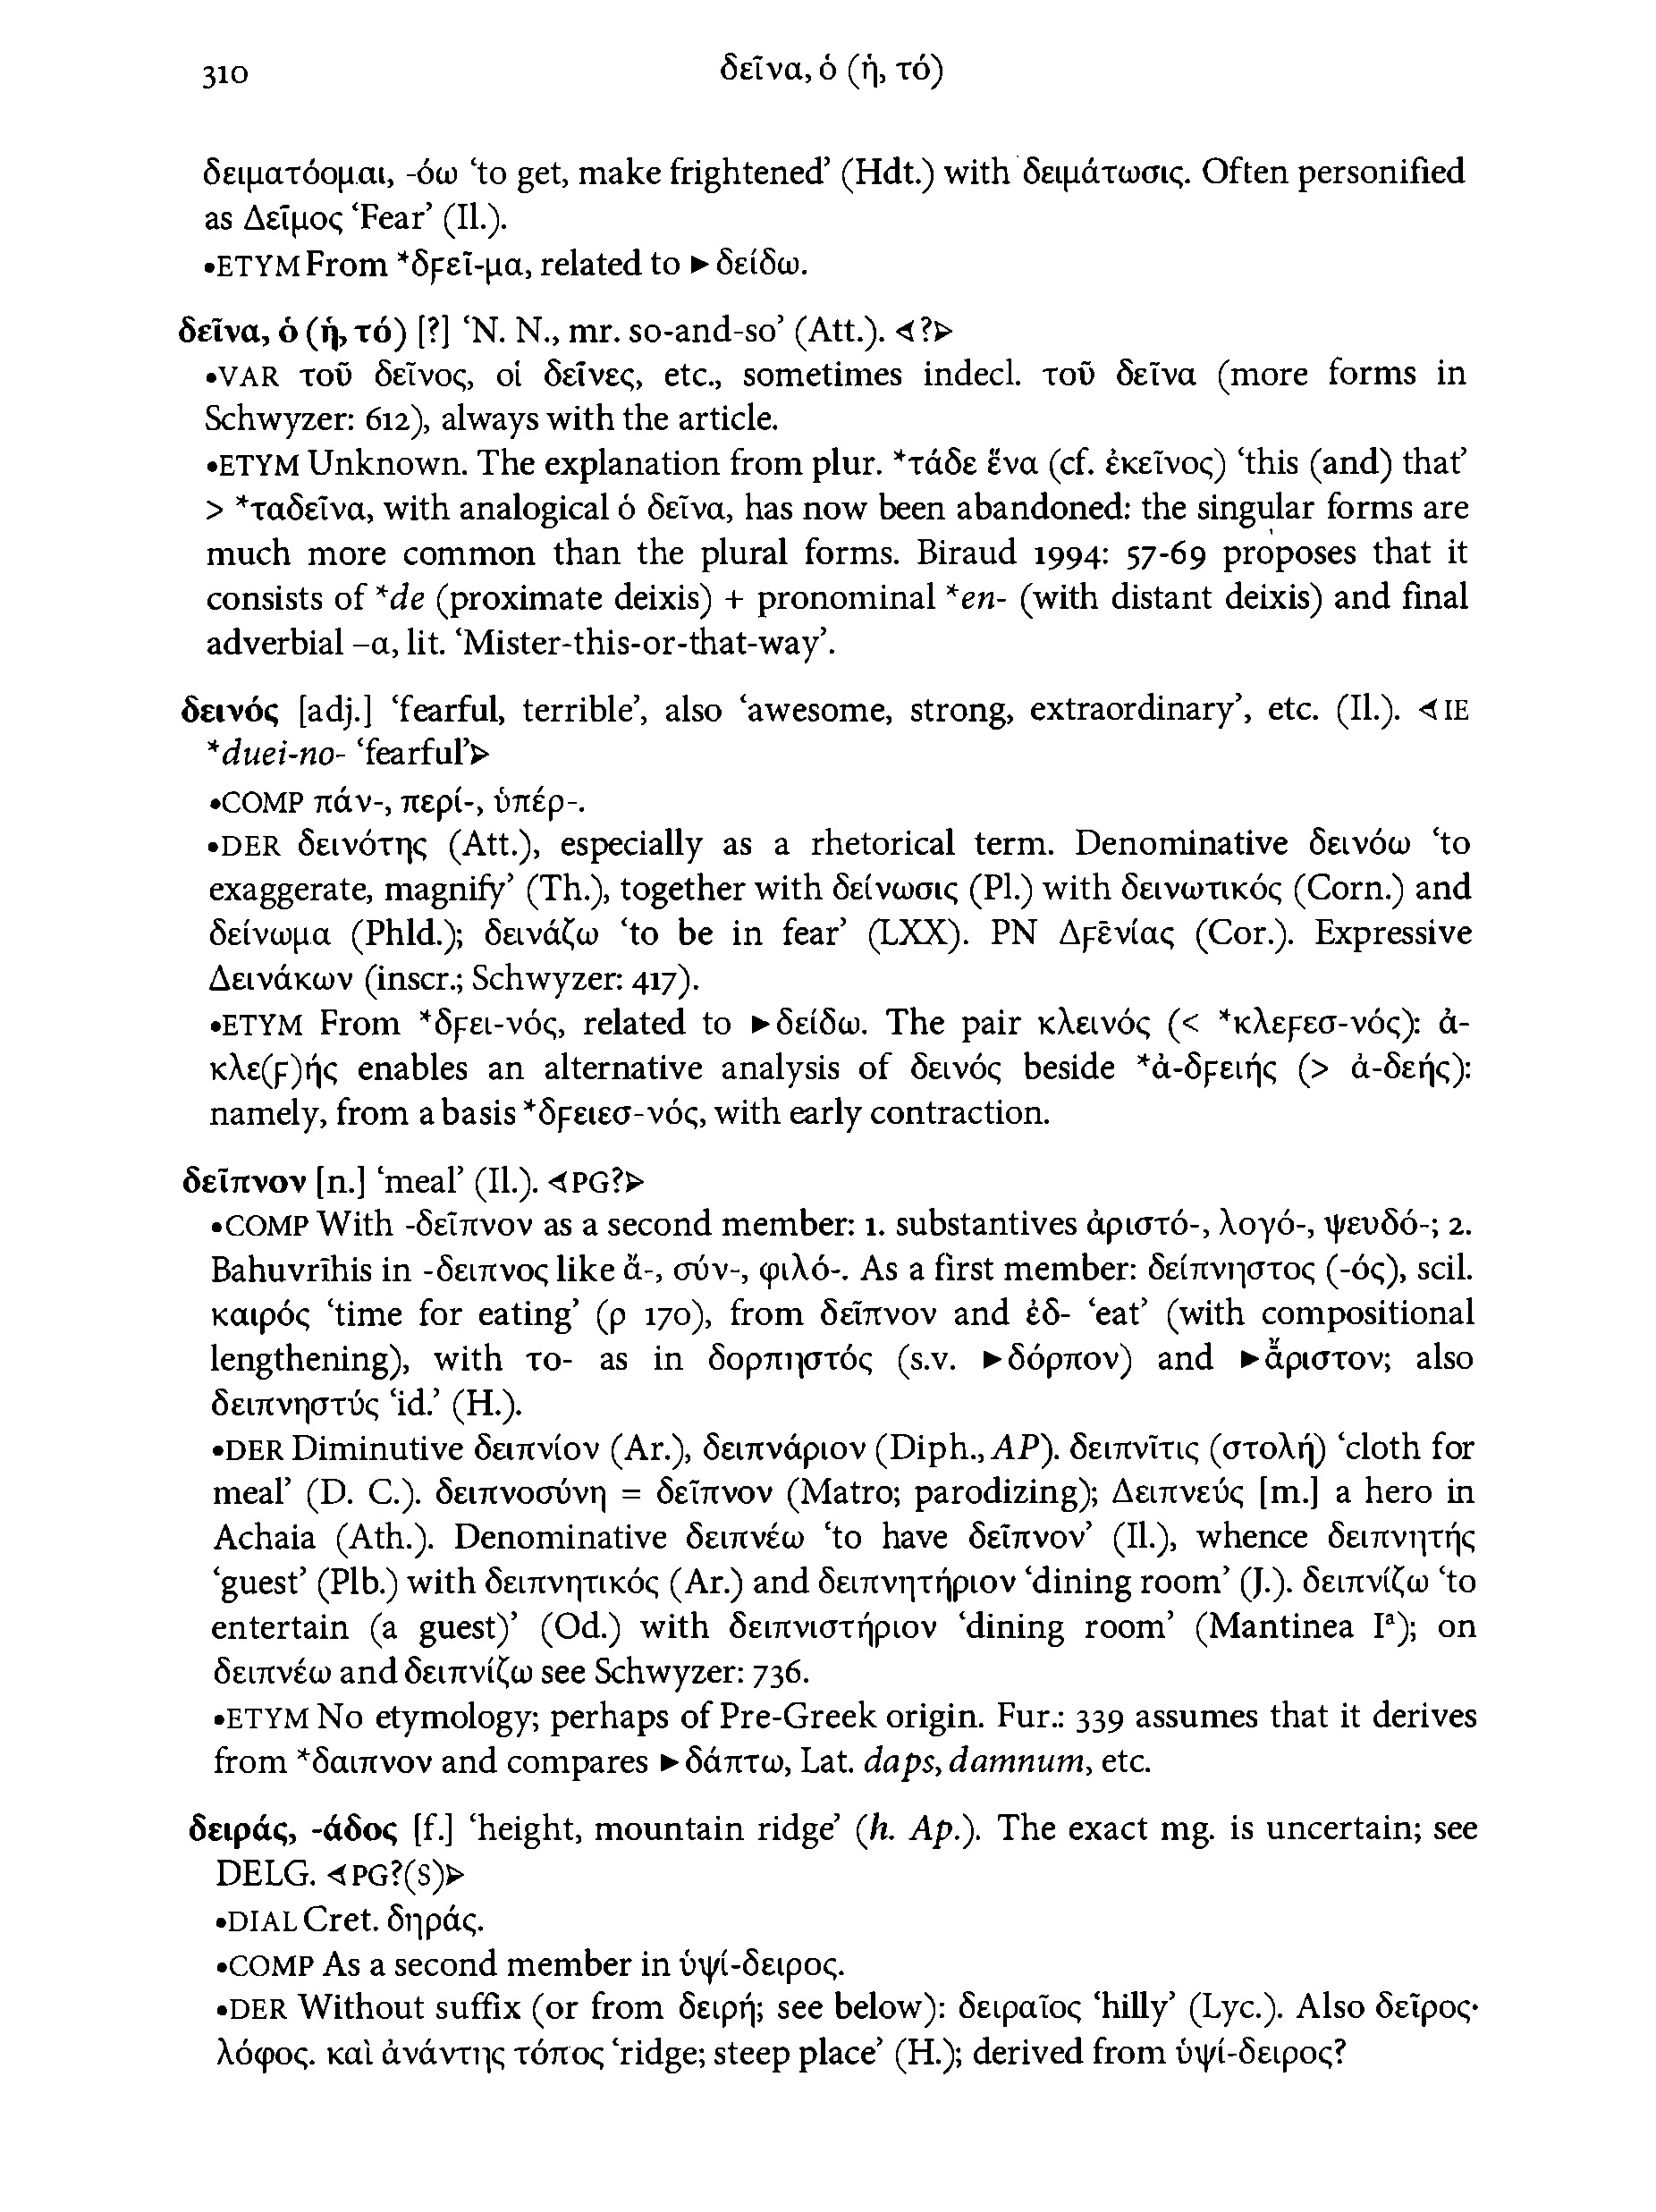 310 δεῖνα, ὁ (ἡ, τό)
δειματόομαι, -όω ‘to get, make frightened’ (Hdt.) with δειμάτωσις. Often personified
as Δεῖμος ‘Fear’ (Il.).
•ETYM From *δϝεῖ-μα, related to ►δείδω.
δεῖνα, ὁ (ἡ, τό) [?] ‘N. N., mr. so-and-so’ (Att.). ⊲?⊳
•VAR τοῦ δεῖνος, οἱ δεῖνες, etc., sometimes indecl. τοῦ δεῖνα (more forms in
Schwyzer: 612), always with the article.
•ETYM Unknown. The explanation from plur. *τάδε ἕνα (cf. ἐκεῖνος) ‘this (and) that’
> *ταδεῖνα, with analogical ὁ δεῖνα, has now been abandoned: the singular forms are
much more common than the plural forms. Biraud 1994: 57-69 proposes that it
consists of *de (proximate deixis) + pronominal *en- (with distant deixis) and final
adverbial –α, lit. ‘Mister-this-or-that-way’.
δεινός [adj.] ‘fearful, terrible’, also ‘awesome, strong, extraordinary’, etc. (Il.). ⊲IE
*duei-no- ‘fearful’⊳
•COMP πάν-, περί-, ὑπέρ-.
•DER δεινότης (Att.), especially as a rhetorical term. Denominative δεινόω ‘to
exaggerate, magnify’ (Th.), together with δείνωσις (Pl.) with δεινωτικός (Corn.) and
δείνωμα (Phld.); δεινάζω ‘to be in fear’ (LXX). PN Δϝε̄νίας (Cor.). Expressive
Δεινάκων (inscr.; Schwyzer: 417).
•ETYM From *δϝει-νός, related to ►δείδω. The pair κλεινός (< *κλεϝεσ-νός): ἀ-
κλε(ϝ)ής enables an alternative analysis of δεινός beside *ἀ-δϝειής (> ἀ-δεής):
namely, from a basis *δϝειεσ-νός, with early contraction.
δεῖπνον [n.] ‘meal’ (Il.). ⊲PG?⊳
•COMP With -δεῖπνον as a second member: 1. substantives ἀριστό-, λογό-, ψευδό-; 2.
Bahuvrīhis in -δειπνος like ἄ-, σύν-, φιλό-. As a first member: δείπνηστος (-ός), scil.
καιρός ‘time for eating’ (ρ 170), from δεῖπνον and ἐδ- ‘eat’ (with compositional
lengthening), with το- as in δορπηστός (s.v. ►δόρπον) and ►ἄριστον; also
δειπνηστύς ‘id.’ (H.).
•DER Diminutive δειπνίον (Ar.), δειπνάριον (Diph., AP). δειπνῖτις (στολή) ‘cloth for
meal’ (D. C.). δειπνοσύνη = δεῖπνον (Matro; parodizing); Δειπνεύς [m.] a hero in
Achaia (Ath.). Denominative δειπνέω ‘to have δεῖπνον’ (Il.), whence δειπνητής
‘guest’ (Plb.) with δειπνητικός (Ar.) and δειπνητήριον ‘dining room’ (J.). δειπνίζω ‘to
entertain (a guest)’ (Od.) with δειπνιστήριον ‘dining room’ (Mantinea Iᵃ); on
δειπνέω and δειπνίζω see Schwyzer: 736.
•ETYM No etymology; perhaps of Pre-Greek origin. Fur.: 339 assumes that it derives
from *δαιπνον and compares ►δάπτω, Lat. daps, damnum, etc.
δειράς, -άδος [f.] ‘height, mountain ridge’ (h. Ap.). The exact mg. is uncertain; see
DELG. ⊲PG?(S)⊳
•DIAL Cret. δηράς.
•COMP As a second member in ὑψί-δειρος.
•DER Without suffix (or from δειρή; see below): δειραῖος ‘hilly’ (Lyc.). Also δεῖρος·
λόφος. καὶ ἀνάντης τόπος ‘ridge; steep place’ (H.); derived from ὑψί-δειρος?